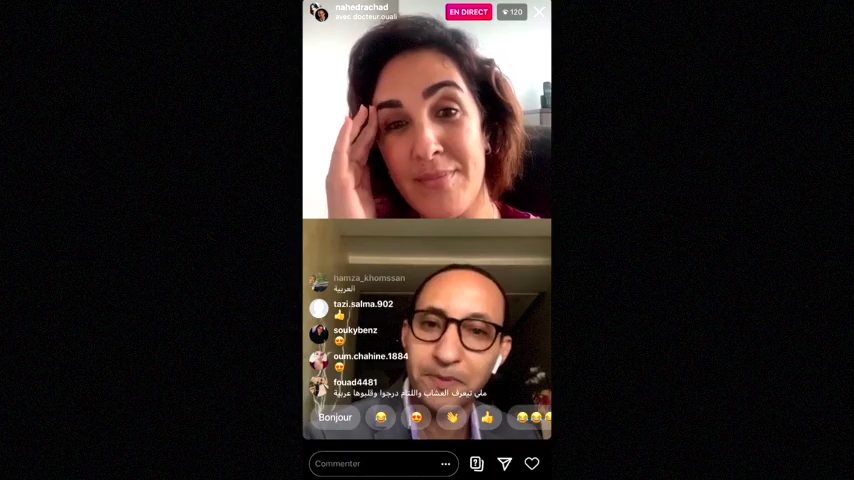 nahedrachad
avec docteur.ouali
EN DIRECT
120
hamza_khomssan
العربية
tazi.salma.902
👍
soukybenz
😍
oum.chahine.1884
😍
fouad4481
ملي تيعرف العشاب واللتام درجوا وقلبوها عربية
Bonjour
😂
😍
👋
👍
😂😂😂
Commenter